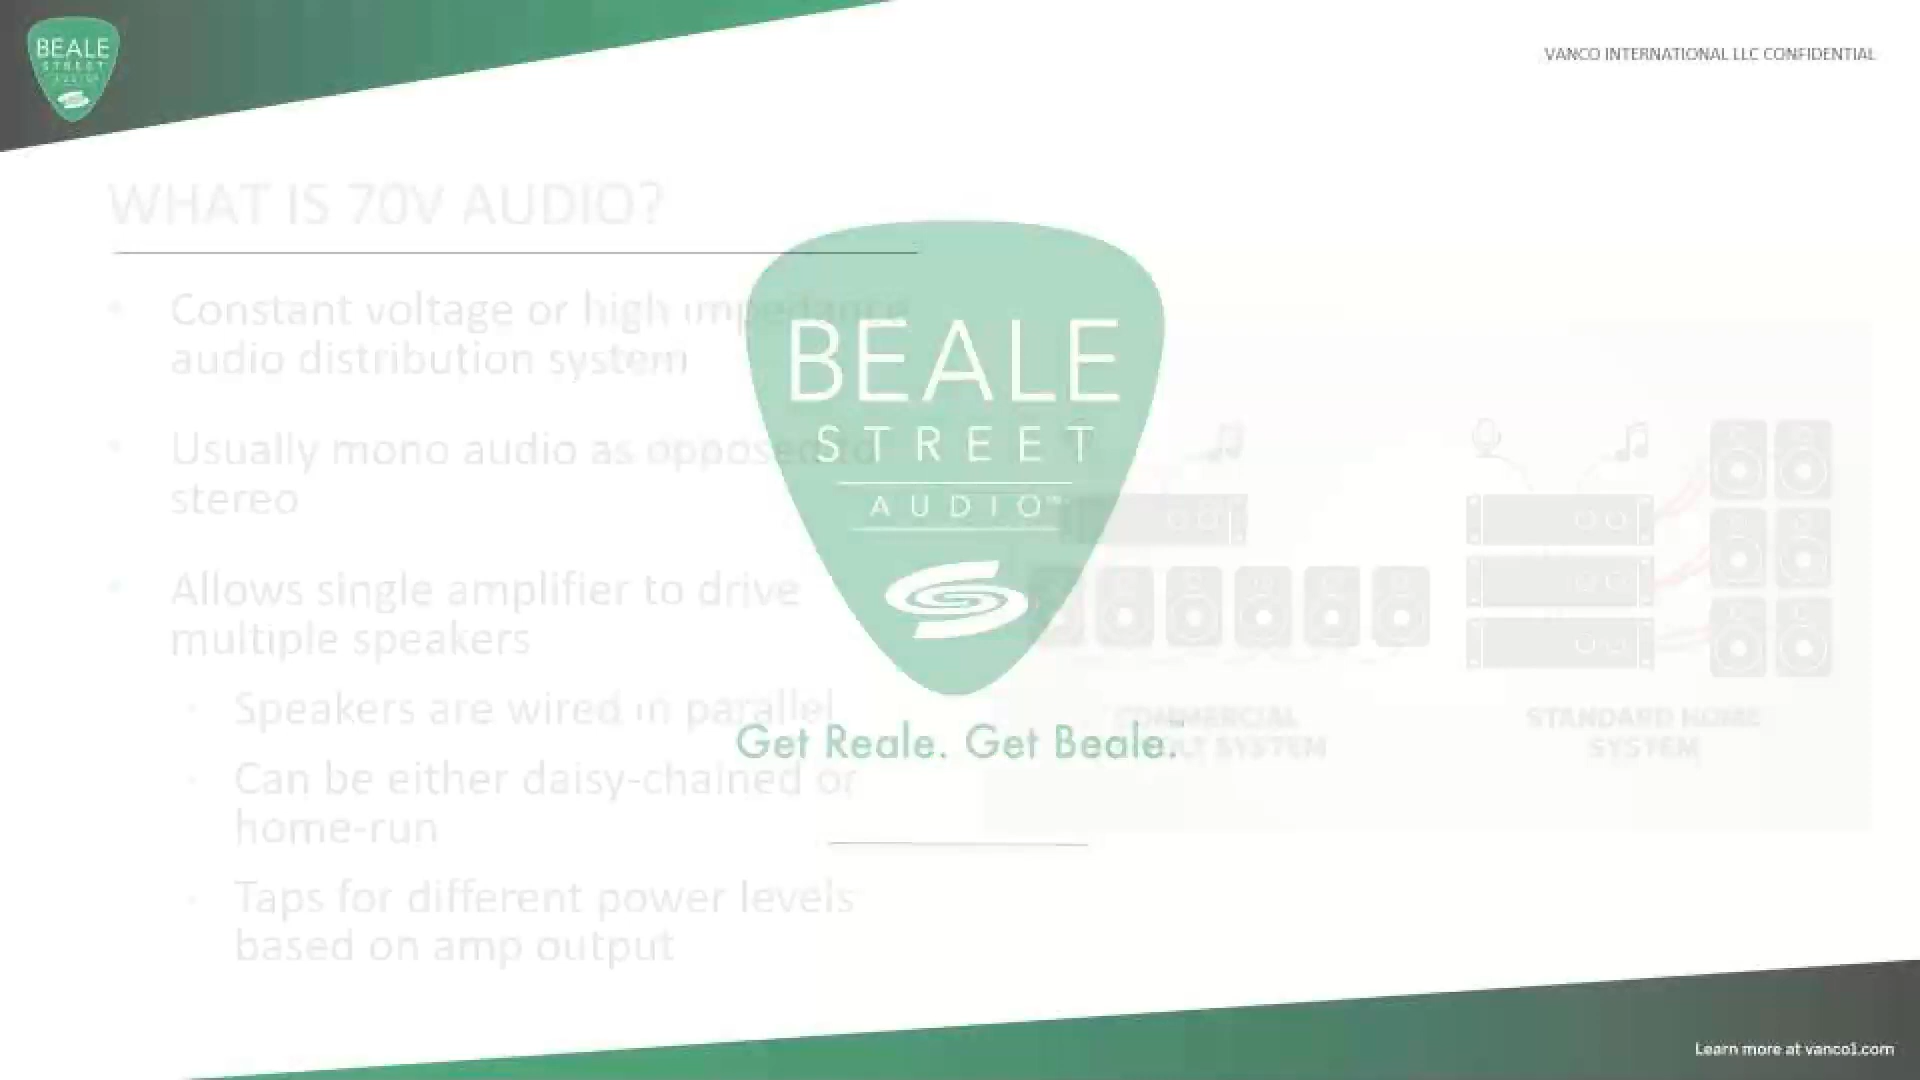 BEALE
STREET
AUDIO
VANCO INTERNATIONAL LLC CONFIDENTIAL
WHAT IS 70V AUDIO?
• Constant voltage or high impedance
audio distribution system
• Usually mono audio as opposed to
stereo
• Allows single amplifier to drive
multiple speakers
• Speakers are wired in parallel
• Can be either daisy-chained or
home-run
• Taps for different power levels
based on amp output
BEALE
STREET
AUDIO™
Get Reale. Get Beale.
COMMERCIAL
SYSTEM
STANDARD HOME
SYSTEM
Learn more at vanco1.com